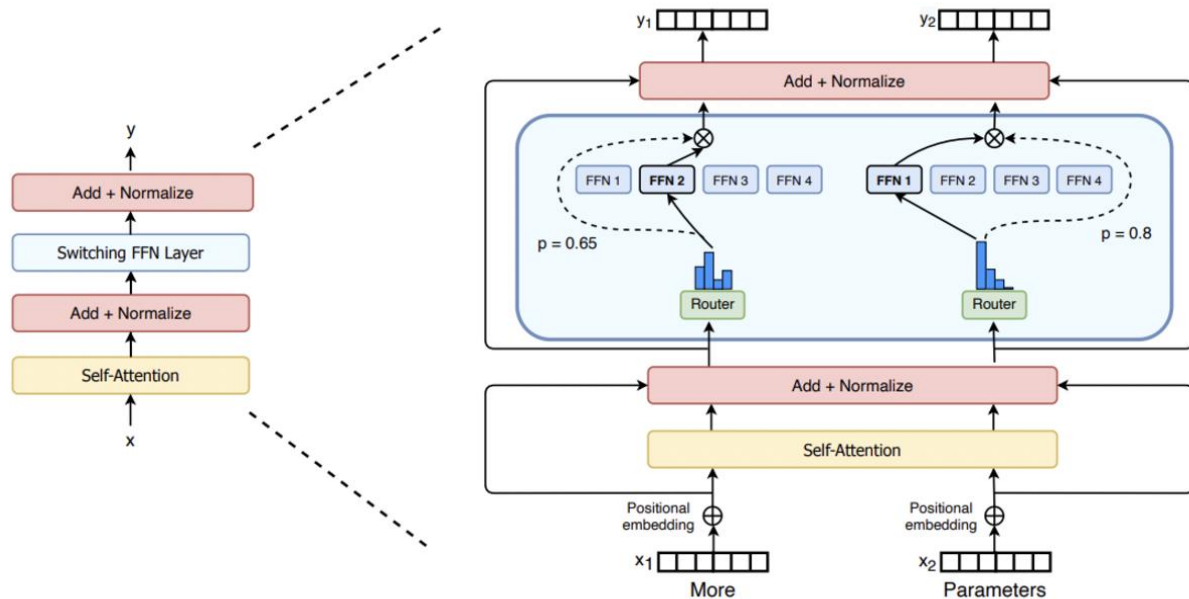 y
Add + Normalize
Switching FFN Layer
Add + Normalize
Self-Attention
x
y1
y2
Add + Normalize
FFN 1 FFN 2 FFN 3 FFN 4
FFN 1 FFN 2 FFN 3 FFN 4
p = 0.65
p = 0.8
Router
Router
Add + Normalize
Self-Attention
Positional
embedding
Positional
embedding
x1
x2
More
Parameters